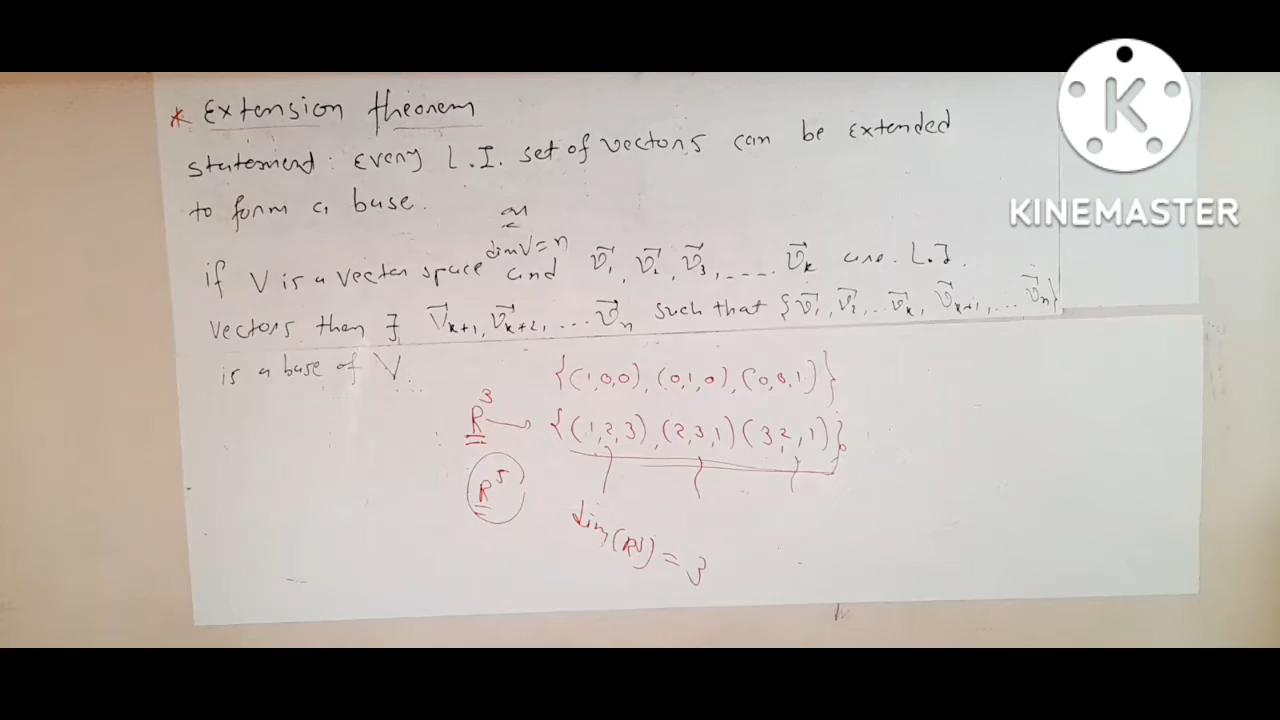 * Extension theorem
statement: Every L.I. set of vectors can be extended
to form a base.
dim V = n
if V is a vector space and v⃗1, v⃗2, v⃗3, .... v⃗k are L.I.
vectors then ∃ v⃗k+1, v⃗k+2, ... v⃗n such that {v⃗1, v⃗2, .. v⃗k, v⃗k+1, ... v⃗n}
is a base of V.
{(1,0,0), (0,1,0), (0,0,1)}
R³ → {(1,2,3), (2,3,1) (3,2,1)}
R⁵
= 3
K
KINEMASTER